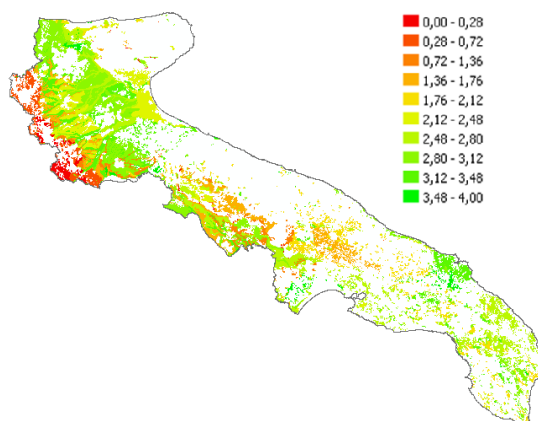 0,00 - 0,28
0,28 - 0,72
0,72 - 1,36
1,36 - 1,76
1,76 - 2,12
2,12 - 2,48
2,48 - 2,80
2,80 - 3,12
3,12 - 3,48
3,48 - 4,00